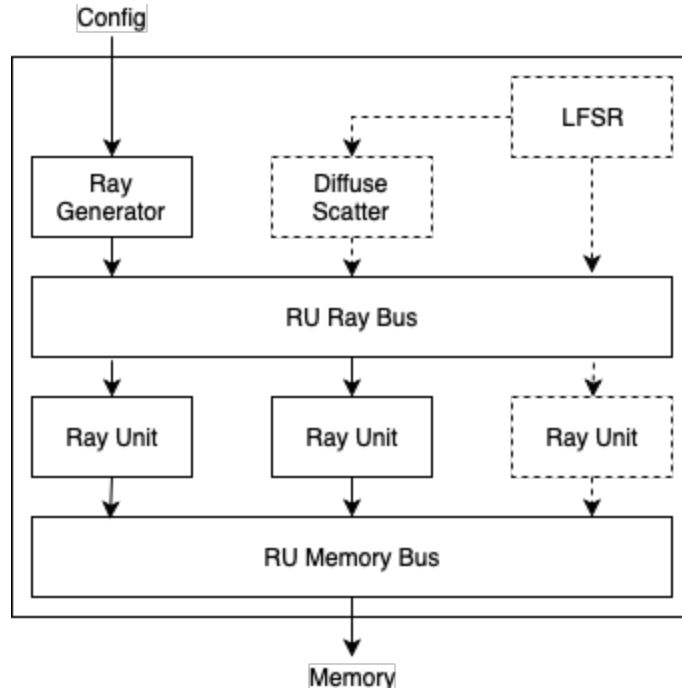 Config
LFSR
Ray
Generator
Diffuse
Scatter
RU Ray Bus
Ray Unit
Ray Unit
Ray Unit
RU Memory Bus
Memory